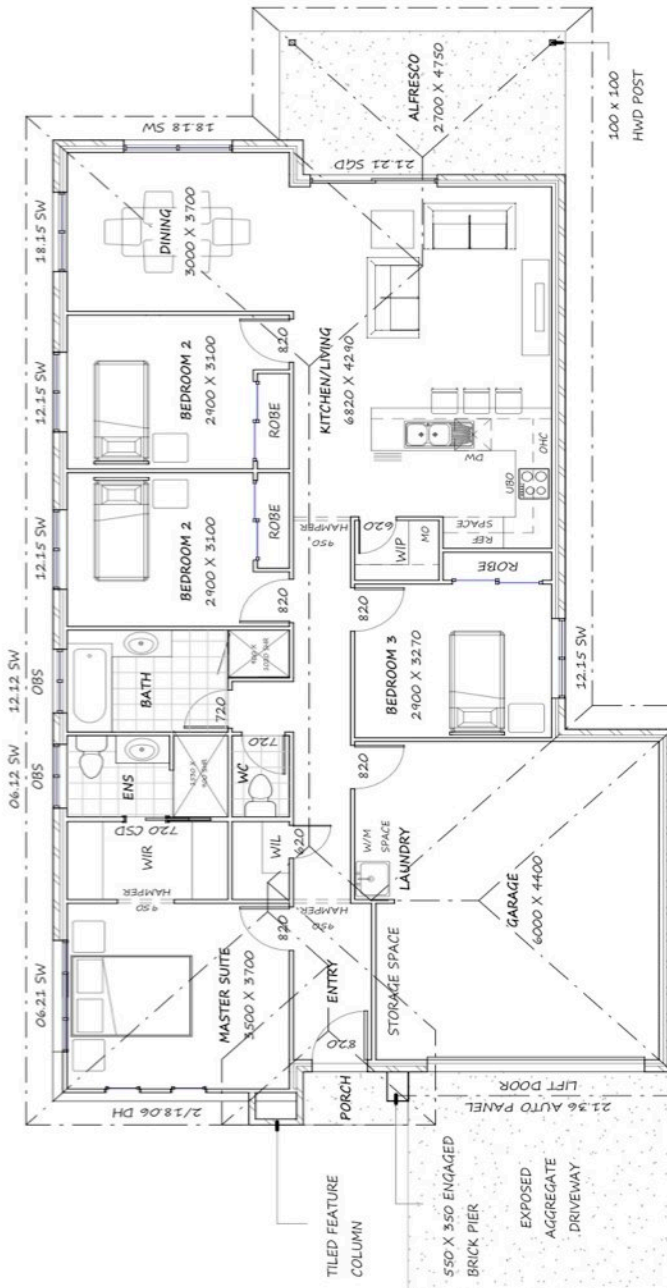 06.21 SW
06.12 SW
OBS
12.12 SW
OBS
12.15 SW
12.15 SW
18.15 SW
18.18 SW
2/18.06 DH
MASTER SUITE
3500 X 3700
950
HAMPER
WIR
720 CSD
ENS
BATH
720
BEDROOM 2
2900 X 3100
ROBE
820
BEDROOM 2
2900 X 3100
ROBE
820
DINING
3000 X 3700
21.21 SGD
ALFRESCO
2700 X 4750
100 X 100
HWD POST
820
WIL
620
WC
720
ENTRY
820
950
HAMPER
950
HAMPER
KITCHEN/LIVING
6820 X 4290
620
WIP
MO
REF
SPACE
UBO
OHC
DW
ROBE
820
BEDROOM 3
2900 X 3270
12.15 SW
820
W/M
SPACE
LAUNDRY
STORAGE SPACE
GARAGE
6000 X 4400
PORCH
21.36 AUTO PANEL
LIFT DOOR
TILED FEATURE
COLUMN
550 X 350 ENGAGED
BRICK PIER
EXPOSED
AGGREGATE
DRIVEWAY